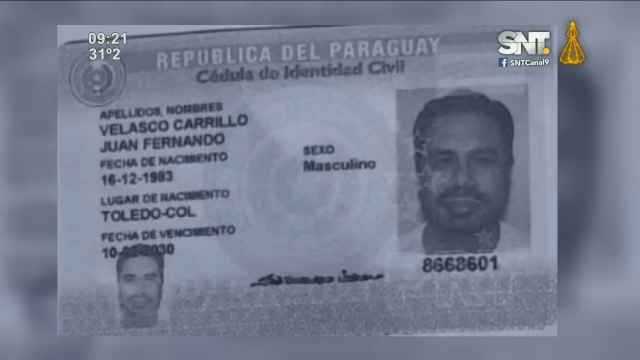 09:21
31°2
SNT
SNTCanal9
REPUBLICA DEL PARAGUAY
Cédula de Identidad Civil
APELLIDOS, NOMBRES
VELASCO CARRILLO
JUAN FERNANDO
FECHA DE NACIMIENTO
16-12-1983
SEXO
Masculino
LUGAR DE NACIMIENTO
TOLEDO-COL
FECHA DE VENCIMIENTO
8668601